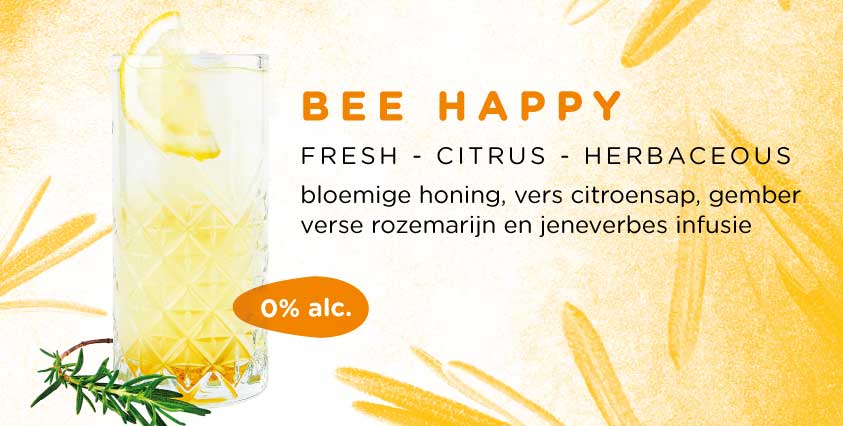 BEE HAPPY
FRESH - CITRUS - HERBACEOUS
bloemige honing, vers citroensap, gember
verse rozemarijn en jeneverbes infusie
0% alc.